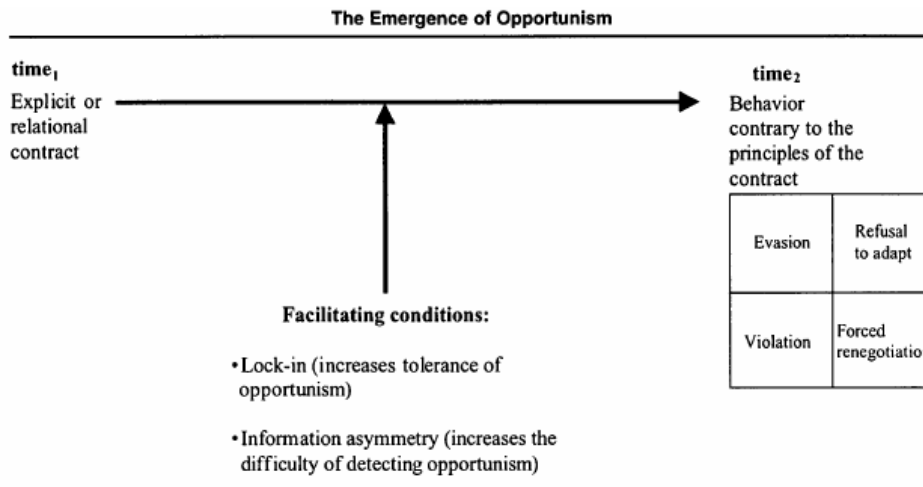 The Emergence of Opportunism
time₁
Explicit or
relational
contract
time₂
Behavior
contrary to the
principles of the
contract
Evasion
Refusal
to adapt
Violation
Forced
renegotiatio
Facilitating conditions:
•Lock-in (increases tolerance of
opportunism)
•Information asymmetry (increases the
difficulty of detecting opportunism)